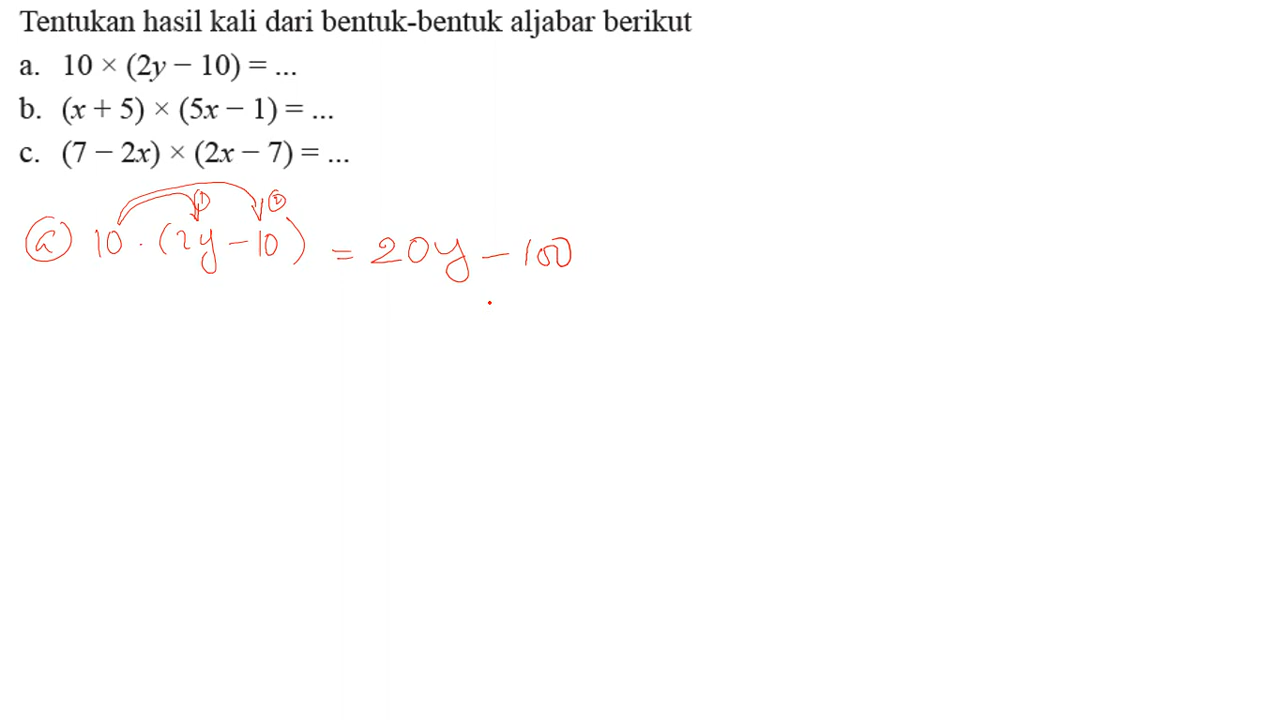 Tentukan hasil kali dari bentuk-bentuk aljabar berikut
a. 10 × (2y − 10) = ...
b. (x + 5) × (5x − 1) = ...
c. (7 − 2x) × (2x − 7) = ...
① ②
ⓐ 10 . (2y − 10) = 20y − 100